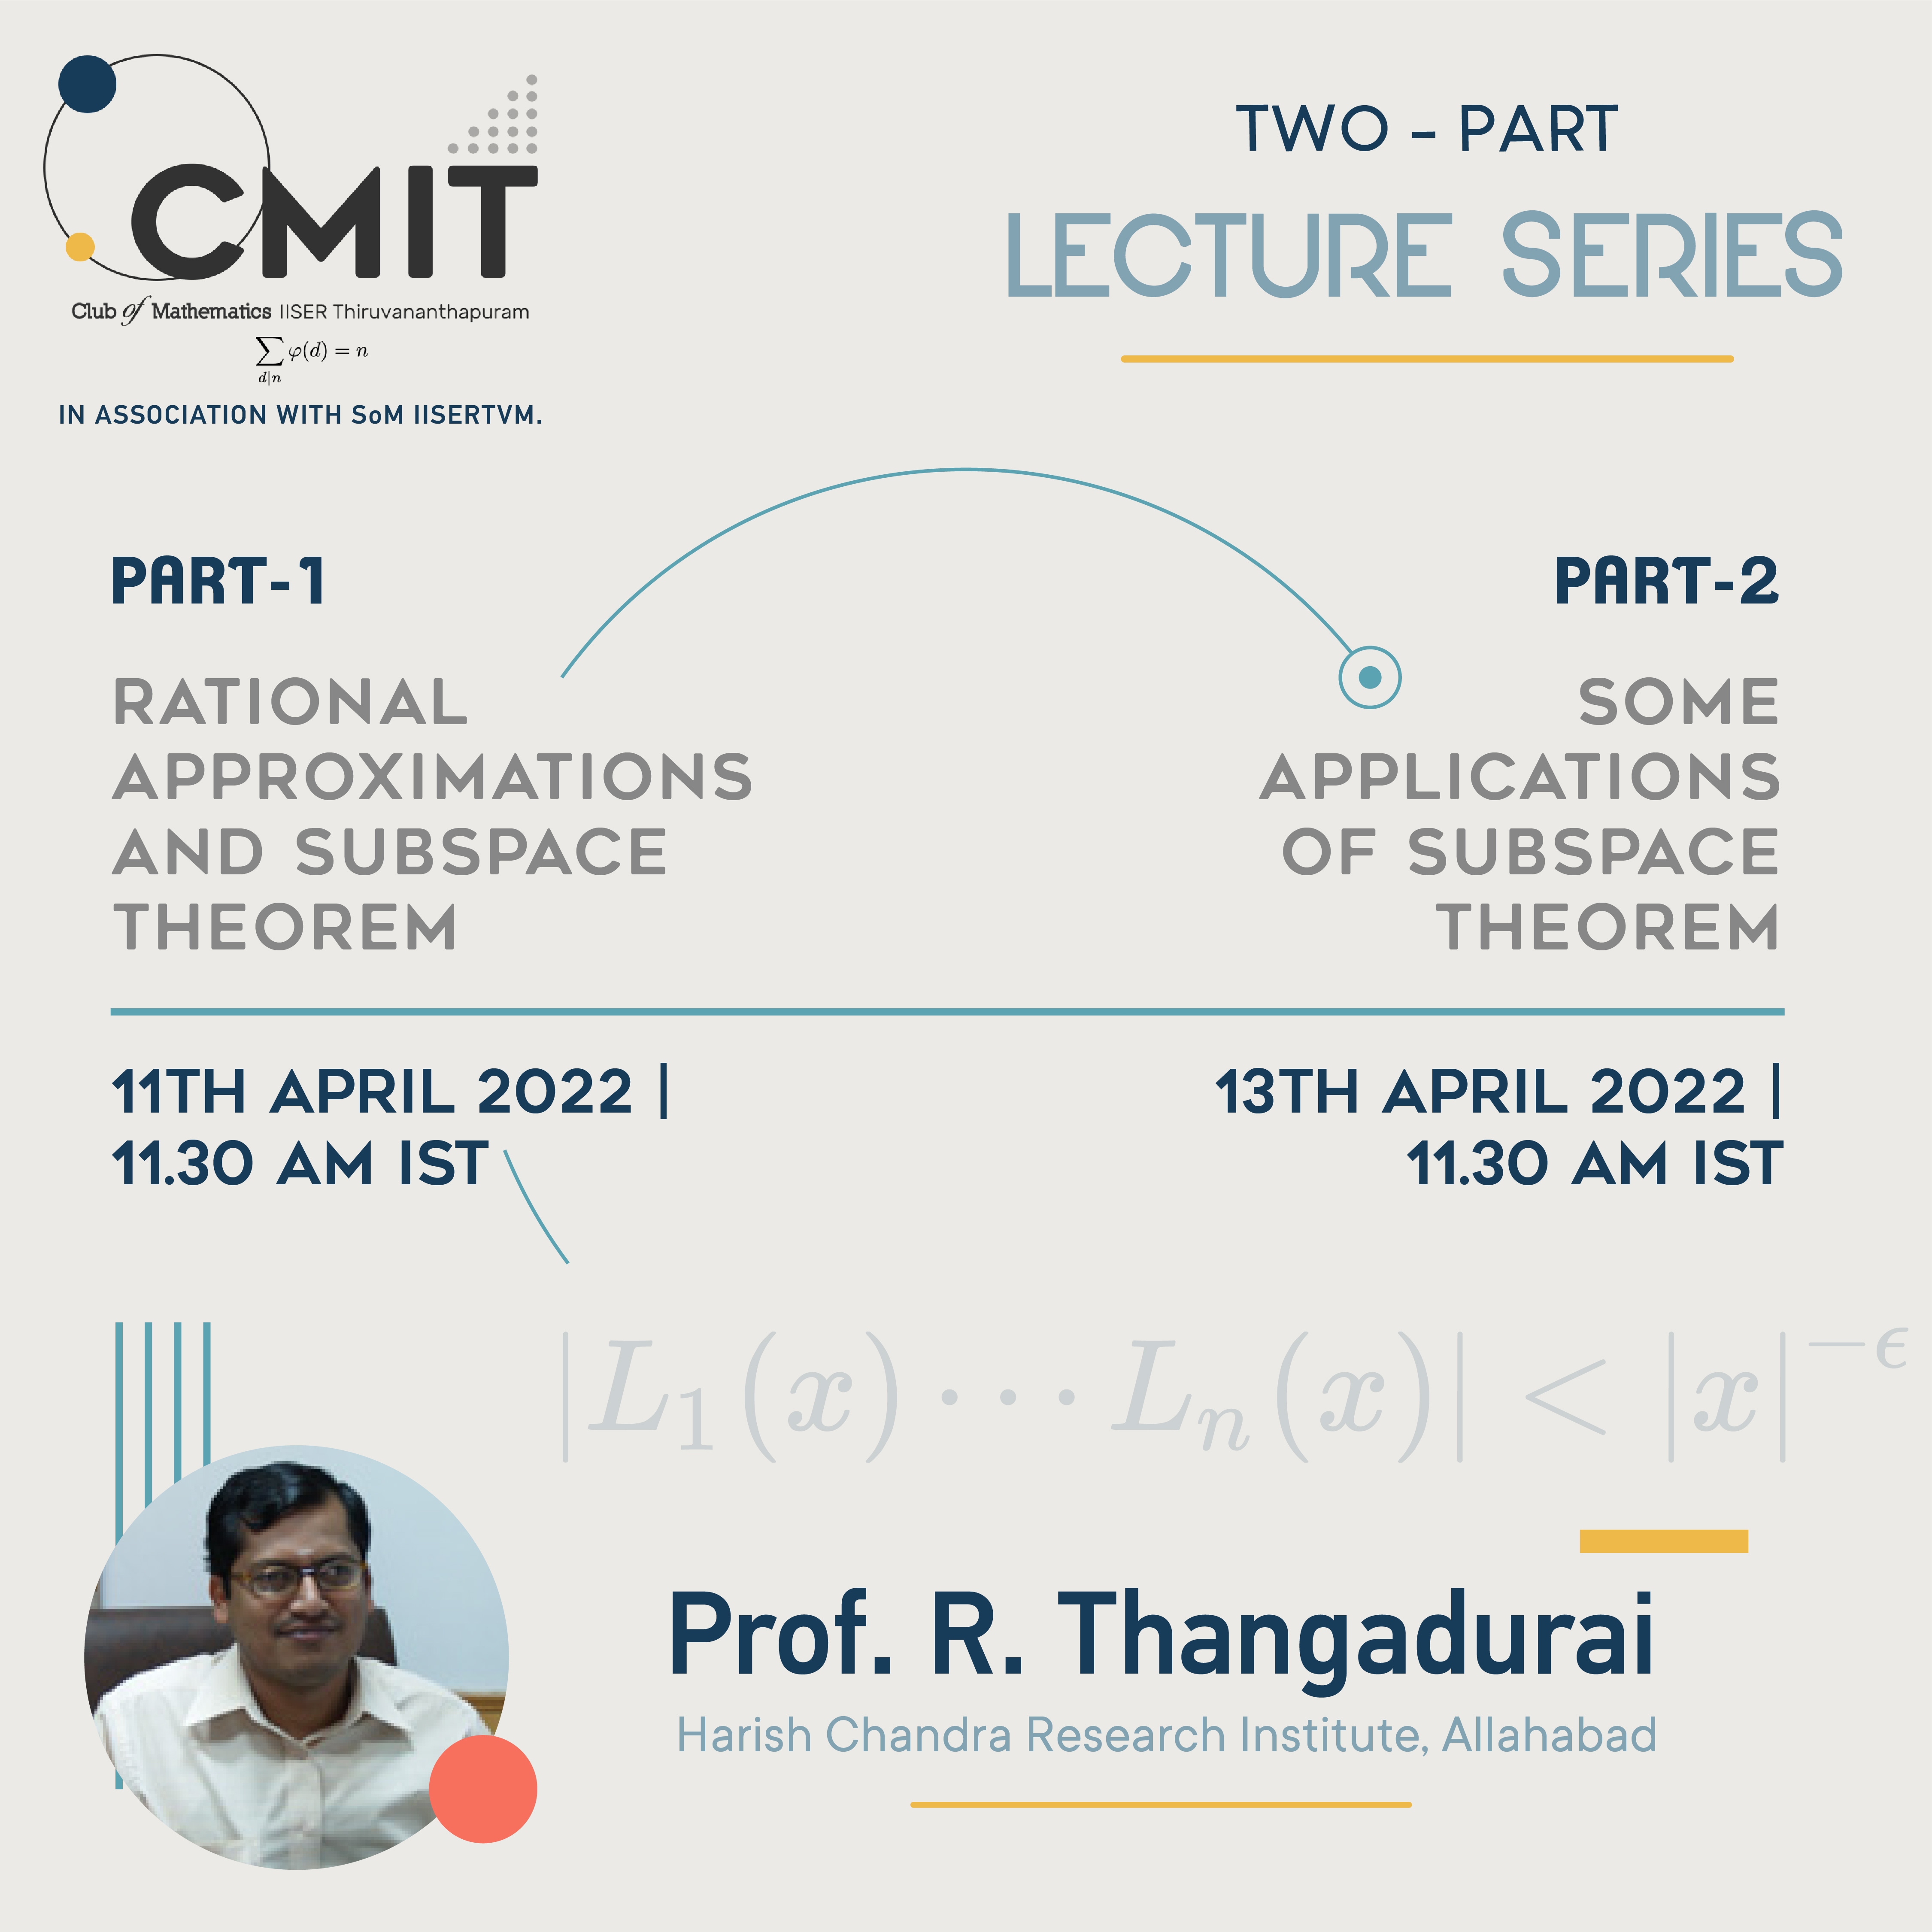 CMIT
Club of Mathematics IISER Thiruvananthapuram
∑ φ(d) = n
d|n
IN ASSOCIATION WITH SoM IISERTVM.
TWO - PART
LECTURE SERIES
PART-1
RATIONAL
APPROXIMATIONS
AND SUBSPACE
THEOREM
11TH APRIL 2022 |
11.30 AM IST
PART-2
SOME
APPLICATIONS
OF SUBSPACE
THEOREM
13TH APRIL 2022 |
11.30 AM IST
|L₁(x) · · · Lₙ(x)| < |x|^{−ϵ}
Prof. R. Thangadurai
Harish Chandra Research Institute, Allahabad